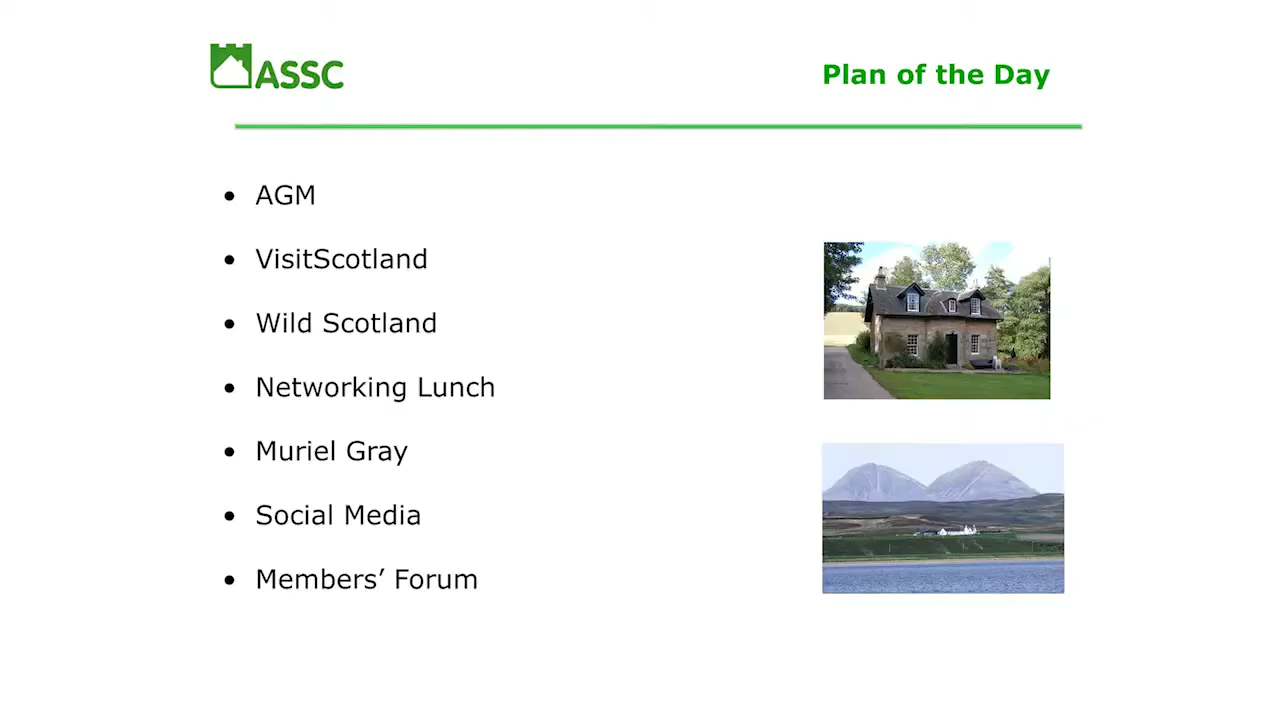 ASSC
Plan of the Day
• AGM
• VisitScotland
• Wild Scotland
• Networking Lunch
• Muriel Gray
• Social Media
• Members’ Forum